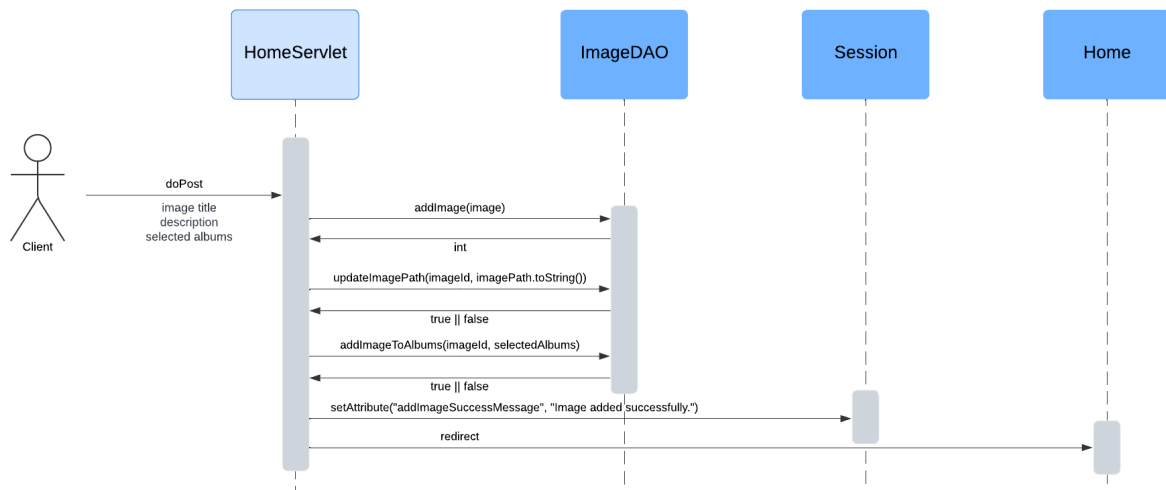 HomeServlet
ImageDAO
Session
Home
Client
doPost
image title
description
selected albums
addImage(image)
int
updateImagePath(imageId, imagePath.toString())
true || false
addImageToAlbums(imageId, selectedAlbums)
true || false
setAttribute("addImageSuccessMessage", "Image added successfully.")
redirect